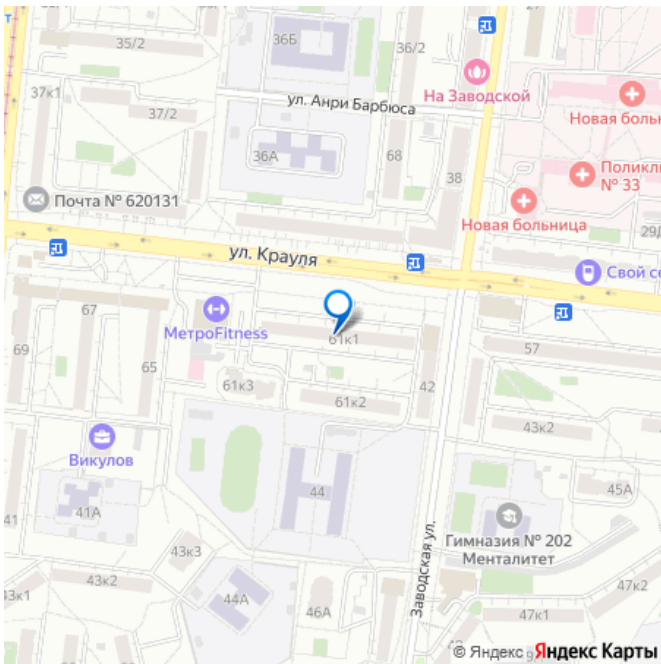 т
35/2
36Б
36/2
На Заводской
37к1
37/2
ул. Анри Барбюса
Новая больн
36А
68
38
Поликл
№ 33
Почта № 620131
Новая больница
29Д
ул. Крауля
Свой се
67
МетроFitness
61к1
69
65
57
61к3
61к2
42
43к2
Викулов
41А
44
45А
41
Гимназия № 202
Менталитет
43к3
Заводская ул.
43к2
3к1
44А
46А
47к2
47к1
© Яндекс Яндекс Карты